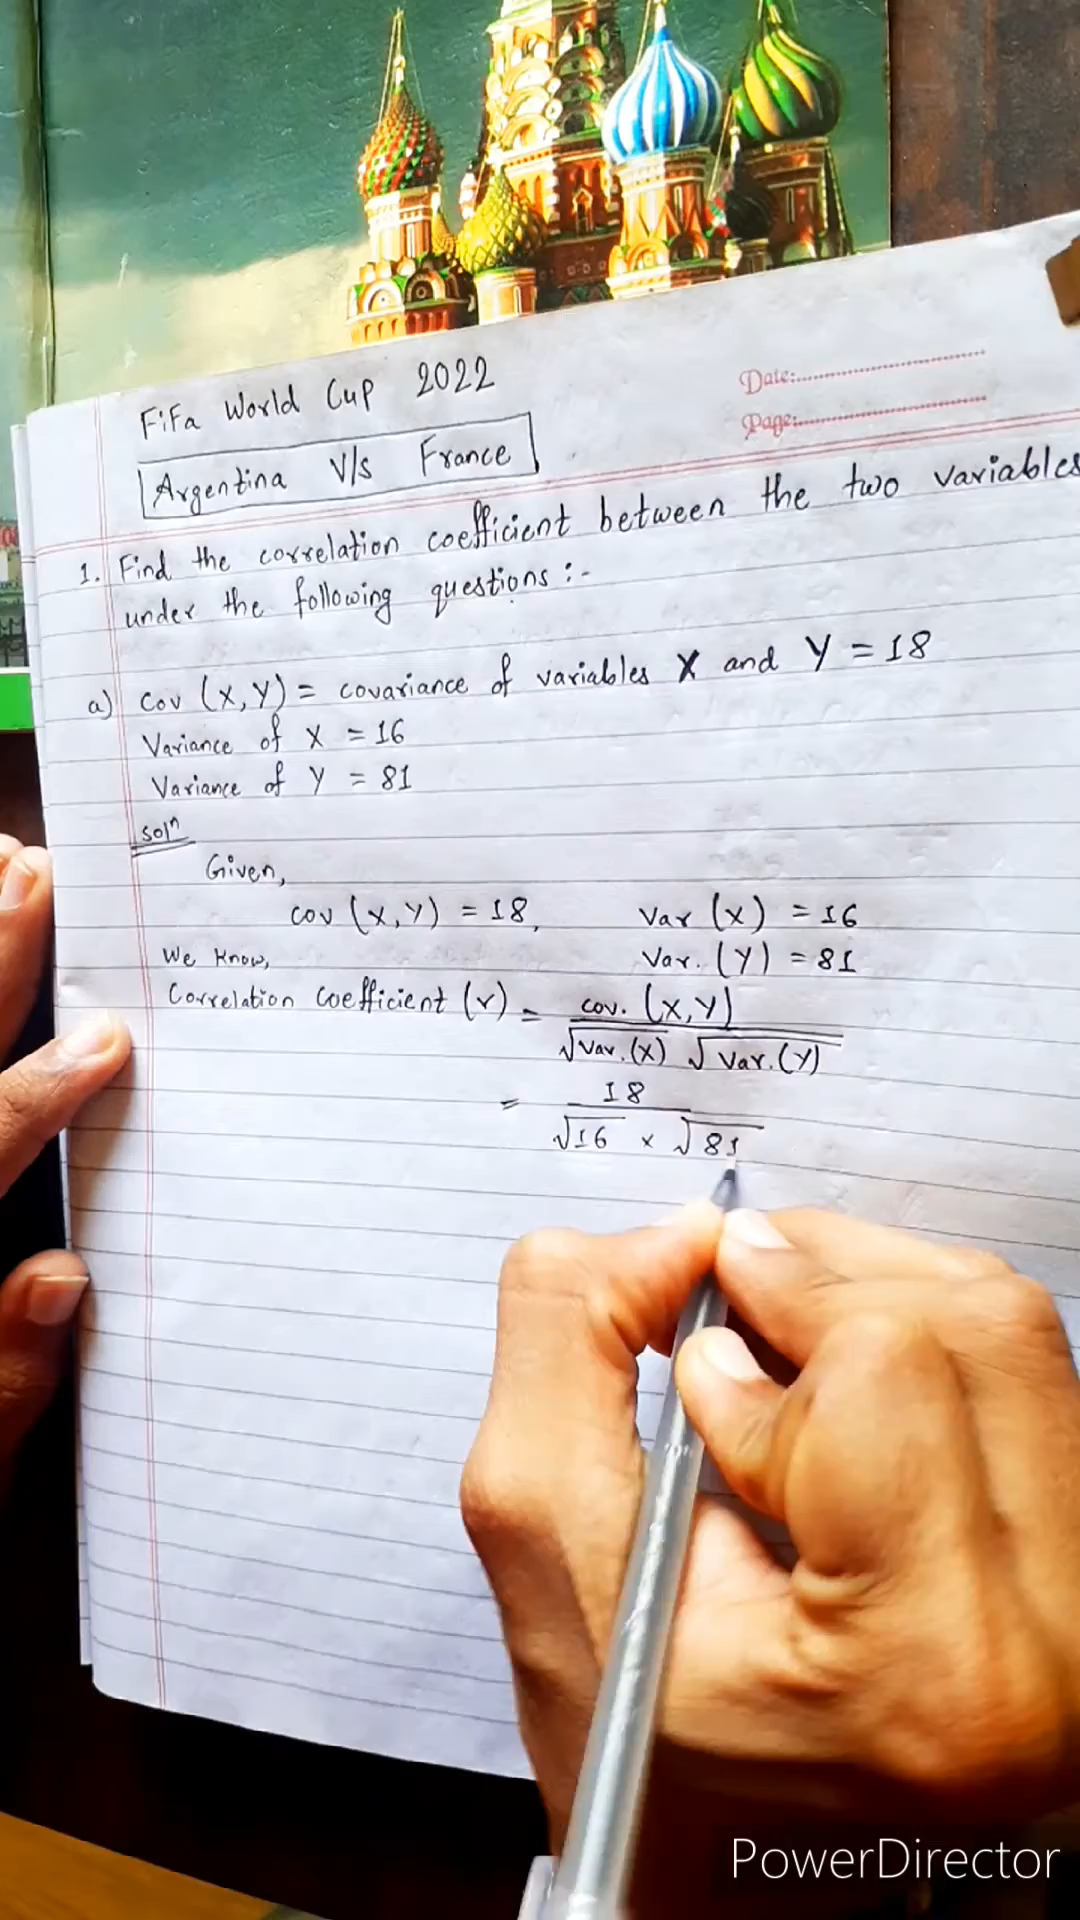 FiFa World Cup 2022
Date:
Argentina V/s France
Page:
1. Find the correlation coefficient between the two variables
under the following questions :-
a) Cov (X,Y) = covariance of variables X and Y = 18
Variance of X = 16
Variance of Y = 81
Solⁿ
Given,
cov (X,Y) = 18, Var (X) = 16
We Know, Var. (Y) = 81
Correlation Coefficient (r) = cov. (X,Y)
√Var.(X) √Var.(Y)
= 18
√16 × √81
PowerDirector